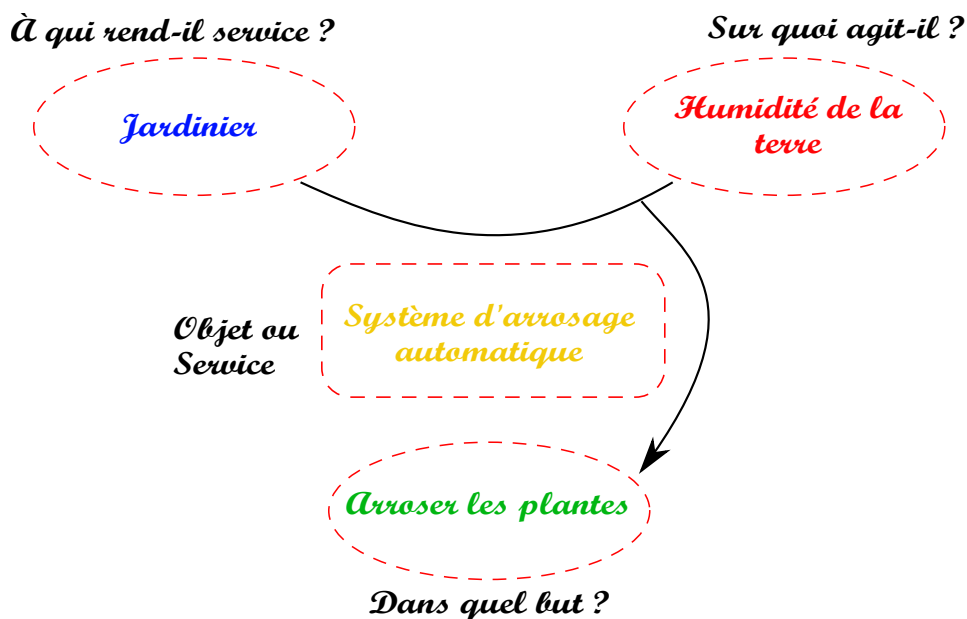 À qui rend-il service ?
Sur quoi agit-il ?
Jardinier
Humidité de la
terre
Objet ou
Service
Système d'arrosage
automatique
Arroser les plantes
Dans quel but ?